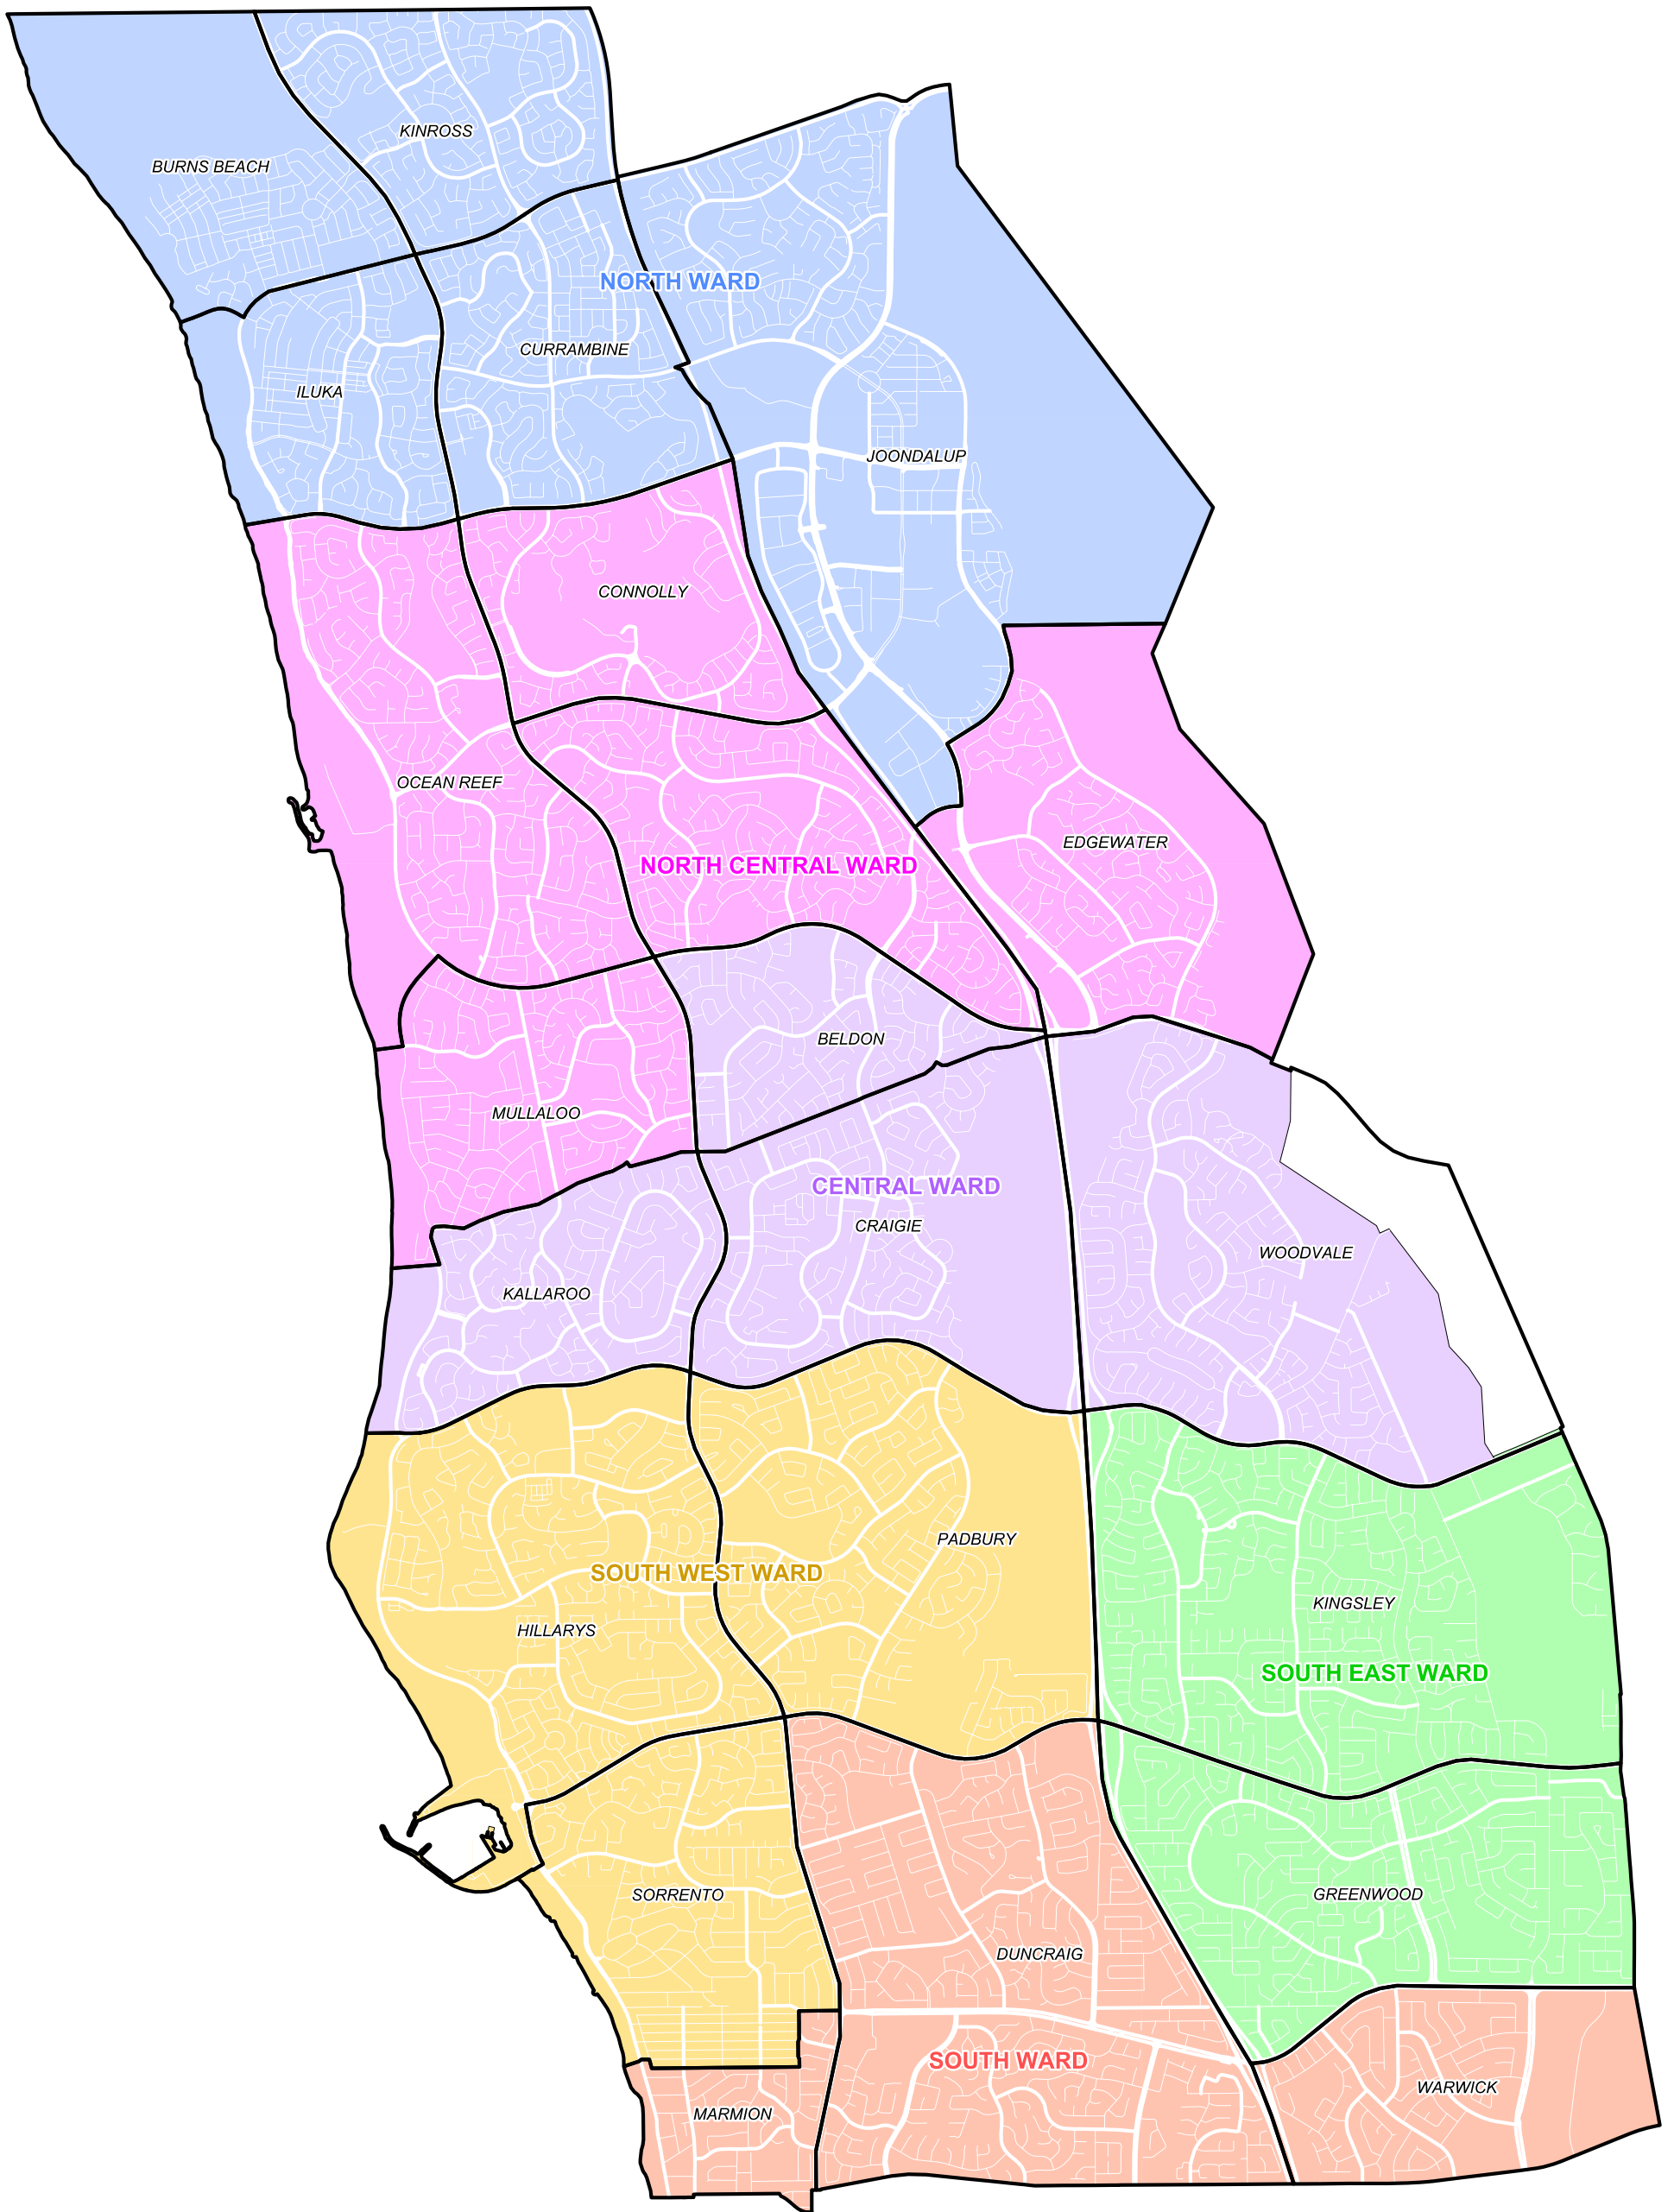 KINROSS
BURNS BEACH
NORTH WARD
CURRAMBINE
ILUKA
JOONDALUP
CONNOLLY
OCEAN REEF
EDGEWATER
NORTH CENTRAL WARD
BELDON
MULLALOO
CENTRAL WARD
CRAIGIE
WOODVALE
KALLAROO
PADBURY
SOUTH WEST WARD
KINGSLEY
HILLARYS
SOUTH EAST WARD
SORRENTO
GREENWOOD
DUNCRAIG
SOUTH WARD
WARWICK
MARMION